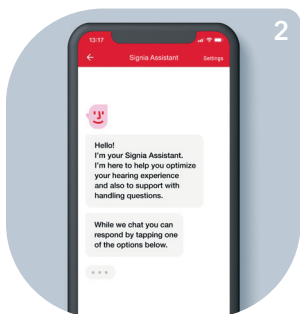 2
13:17
Signia Assistant
Settings
Hello!
I'm your Signia Assistant.
I'm here to help you optimize
your hearing experience
and also to support with
handling questions.
While we chat you can
respond by tapping one
of the options below.